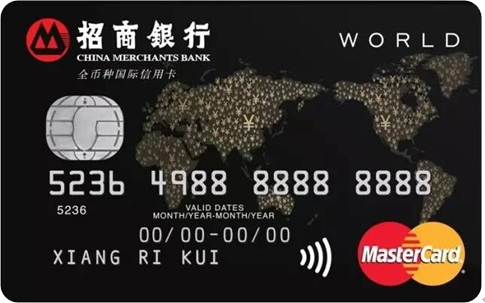 招商银行
CHINA MERCHANTS BANK
全币种国际信用卡
WORLD
5236 4988 8888 8888
5236
VALID DATES
MONTH/YEAR-MONTH/YEAR
00/00-00/00
XIANG RI KUI
MasterCard